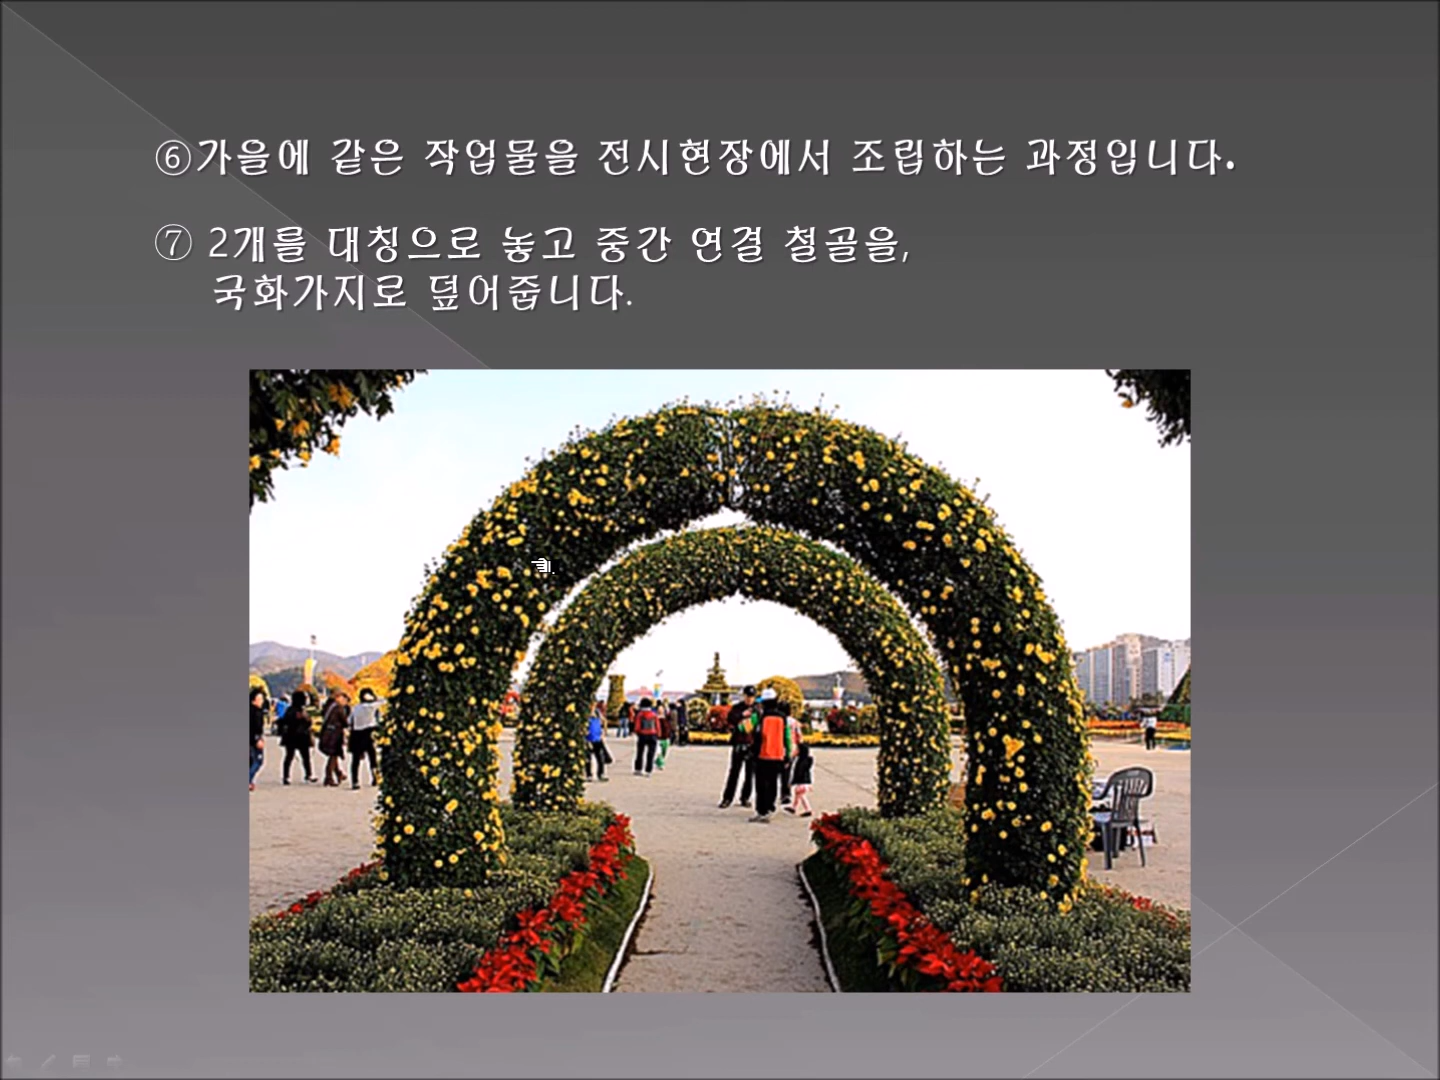 ⑥가을에 같은 작업물을 전시현장에서 조립하는 과정입니다.
⑦ 2개를 대칭으로 놓고 중간 연결 철골을,
국화가지로 덮어줍니다.